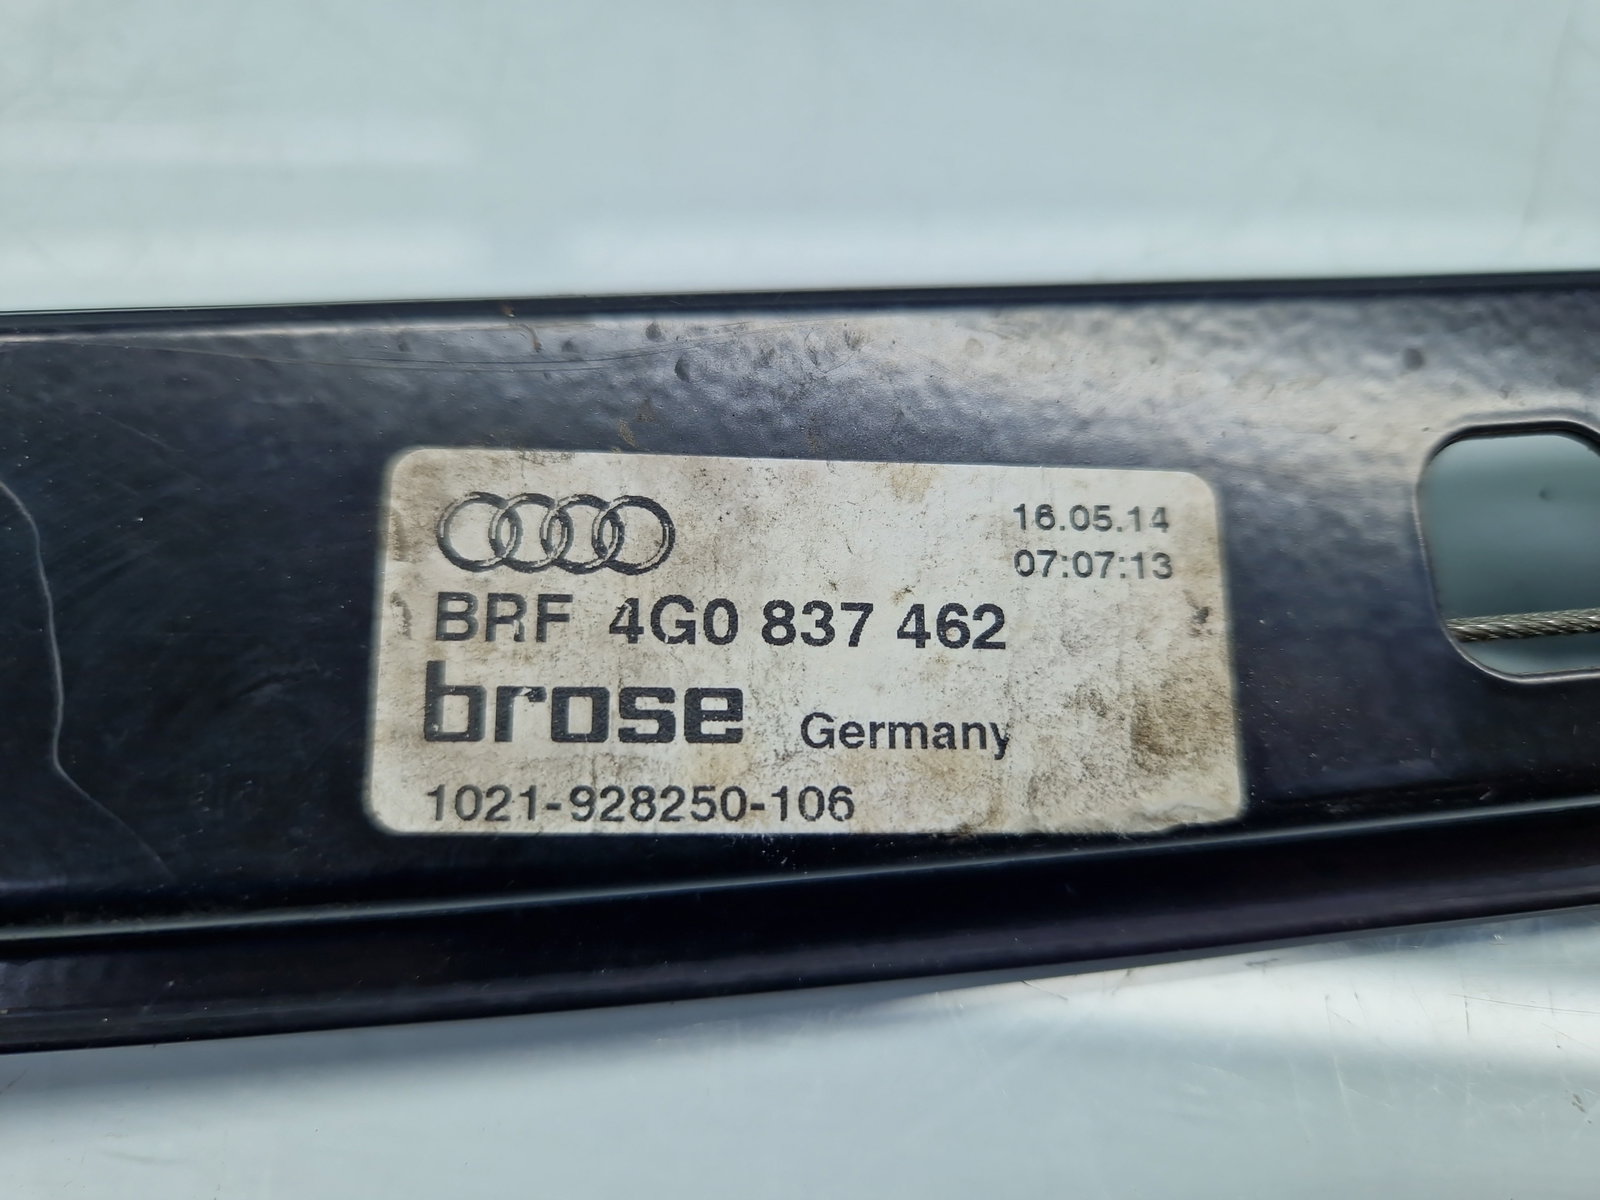 16.05.14
07:07:13
BRF 4G0 837 462
brose Germany
1021-928250-106